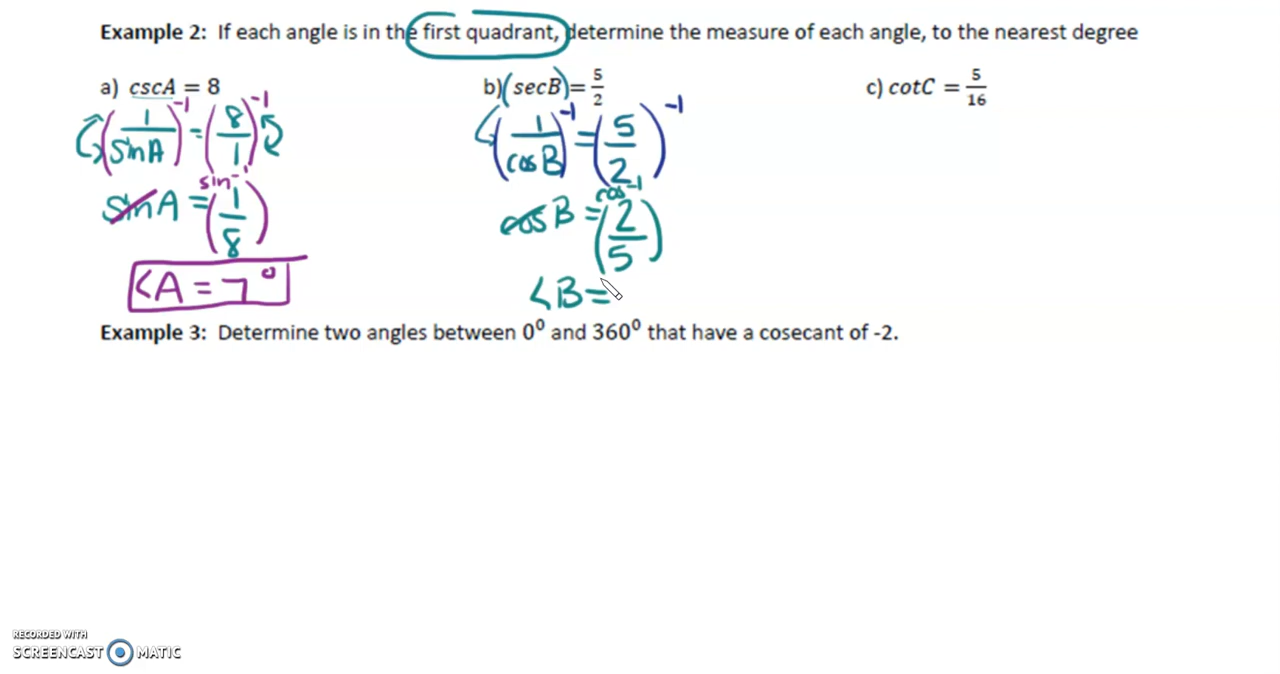 Example 2: If each angle is in the first quadrant, determine the measure of each angle, to the nearest degree
a) cscA = 8
(1/sinA)⁻¹ = (8/1)⁻¹
sinA = sin⁻¹(1/8)
<A = 7°
b) (secB) = 5/2
(1/cosB)⁻¹ = (5/2)⁻¹
cosB = cos⁻¹(2/5)
<B =
c) cotC = 5/16
Example 3: Determine two angles between 0⁰ and 360⁰ that have a cosecant of -2.
RECORDED WITH
SCREENCAST MATIC